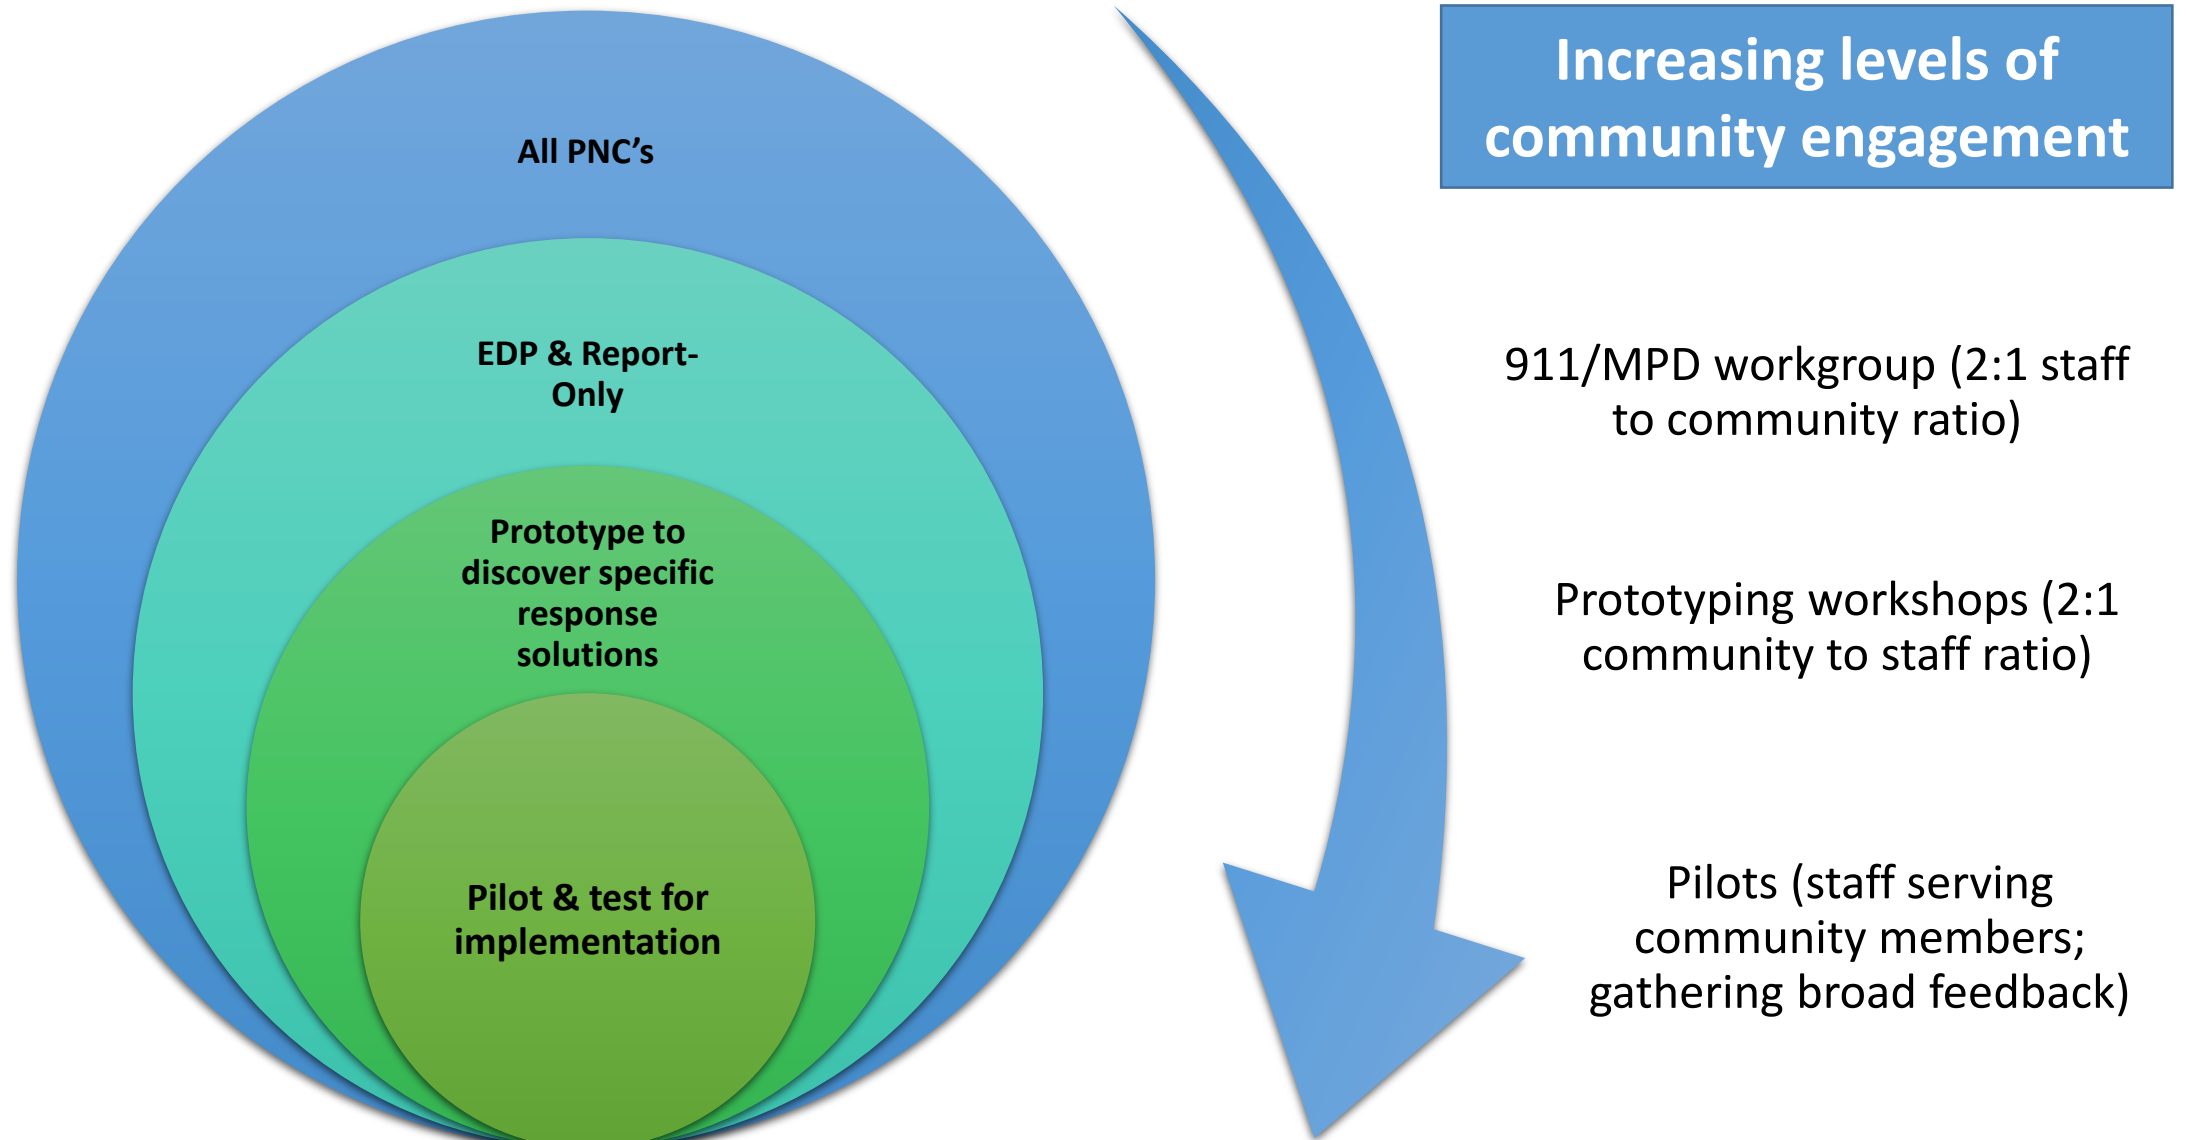 All PNC’s
EDP & Report-
Only
Prototype to
discover specific
response
solutions
Pilot & test for
implementation
Increasing levels of
community engagement
911/MPD workgroup (2:1 staff
to community ratio)
Prototyping workshops (2:1
community to staff ratio)
Pilots (staff serving
community members;
gathering broad feedback)